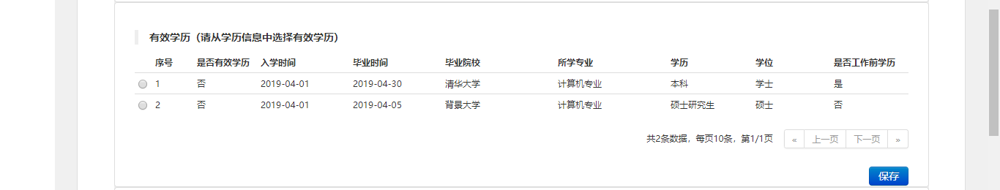 有效学历（请从学历信息中选择有效学历）
序号 是否有效学历 入学时间 毕业时间 毕业院校 所学专业 学历 学位 是否工作前学历
1 否 2019-04-01 2019-04-30 清华大学 计算机专业 本科 学士 是
2 否 2019-04-01 2019-04-05 背景大学 计算机专业 硕士研究生 硕士 否
共2条数据，每页10条，第1/1页 « 上一页 下一页 »
保存